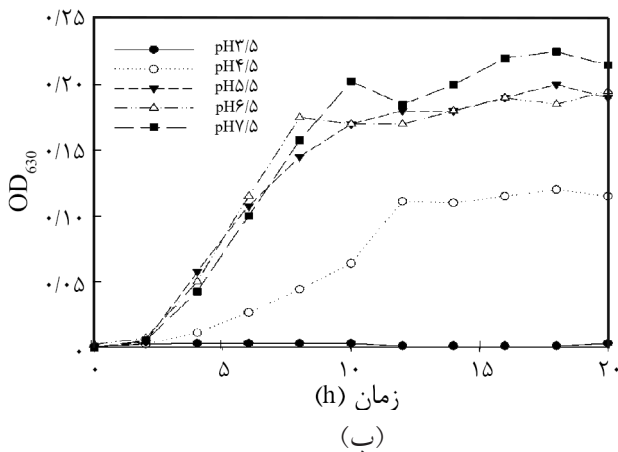 ۰/۲۵
۰/۲۰
۰/۱۵
۰/۱۰
۰/۰۵
۰
OD630
pH۳/۵
pH۴/۵
pH۵/۵
pH۶/۵
pH۷/۵
۰ ۵ ۱۰ ۱۵ ۲۰
زمان (h)
(ب)